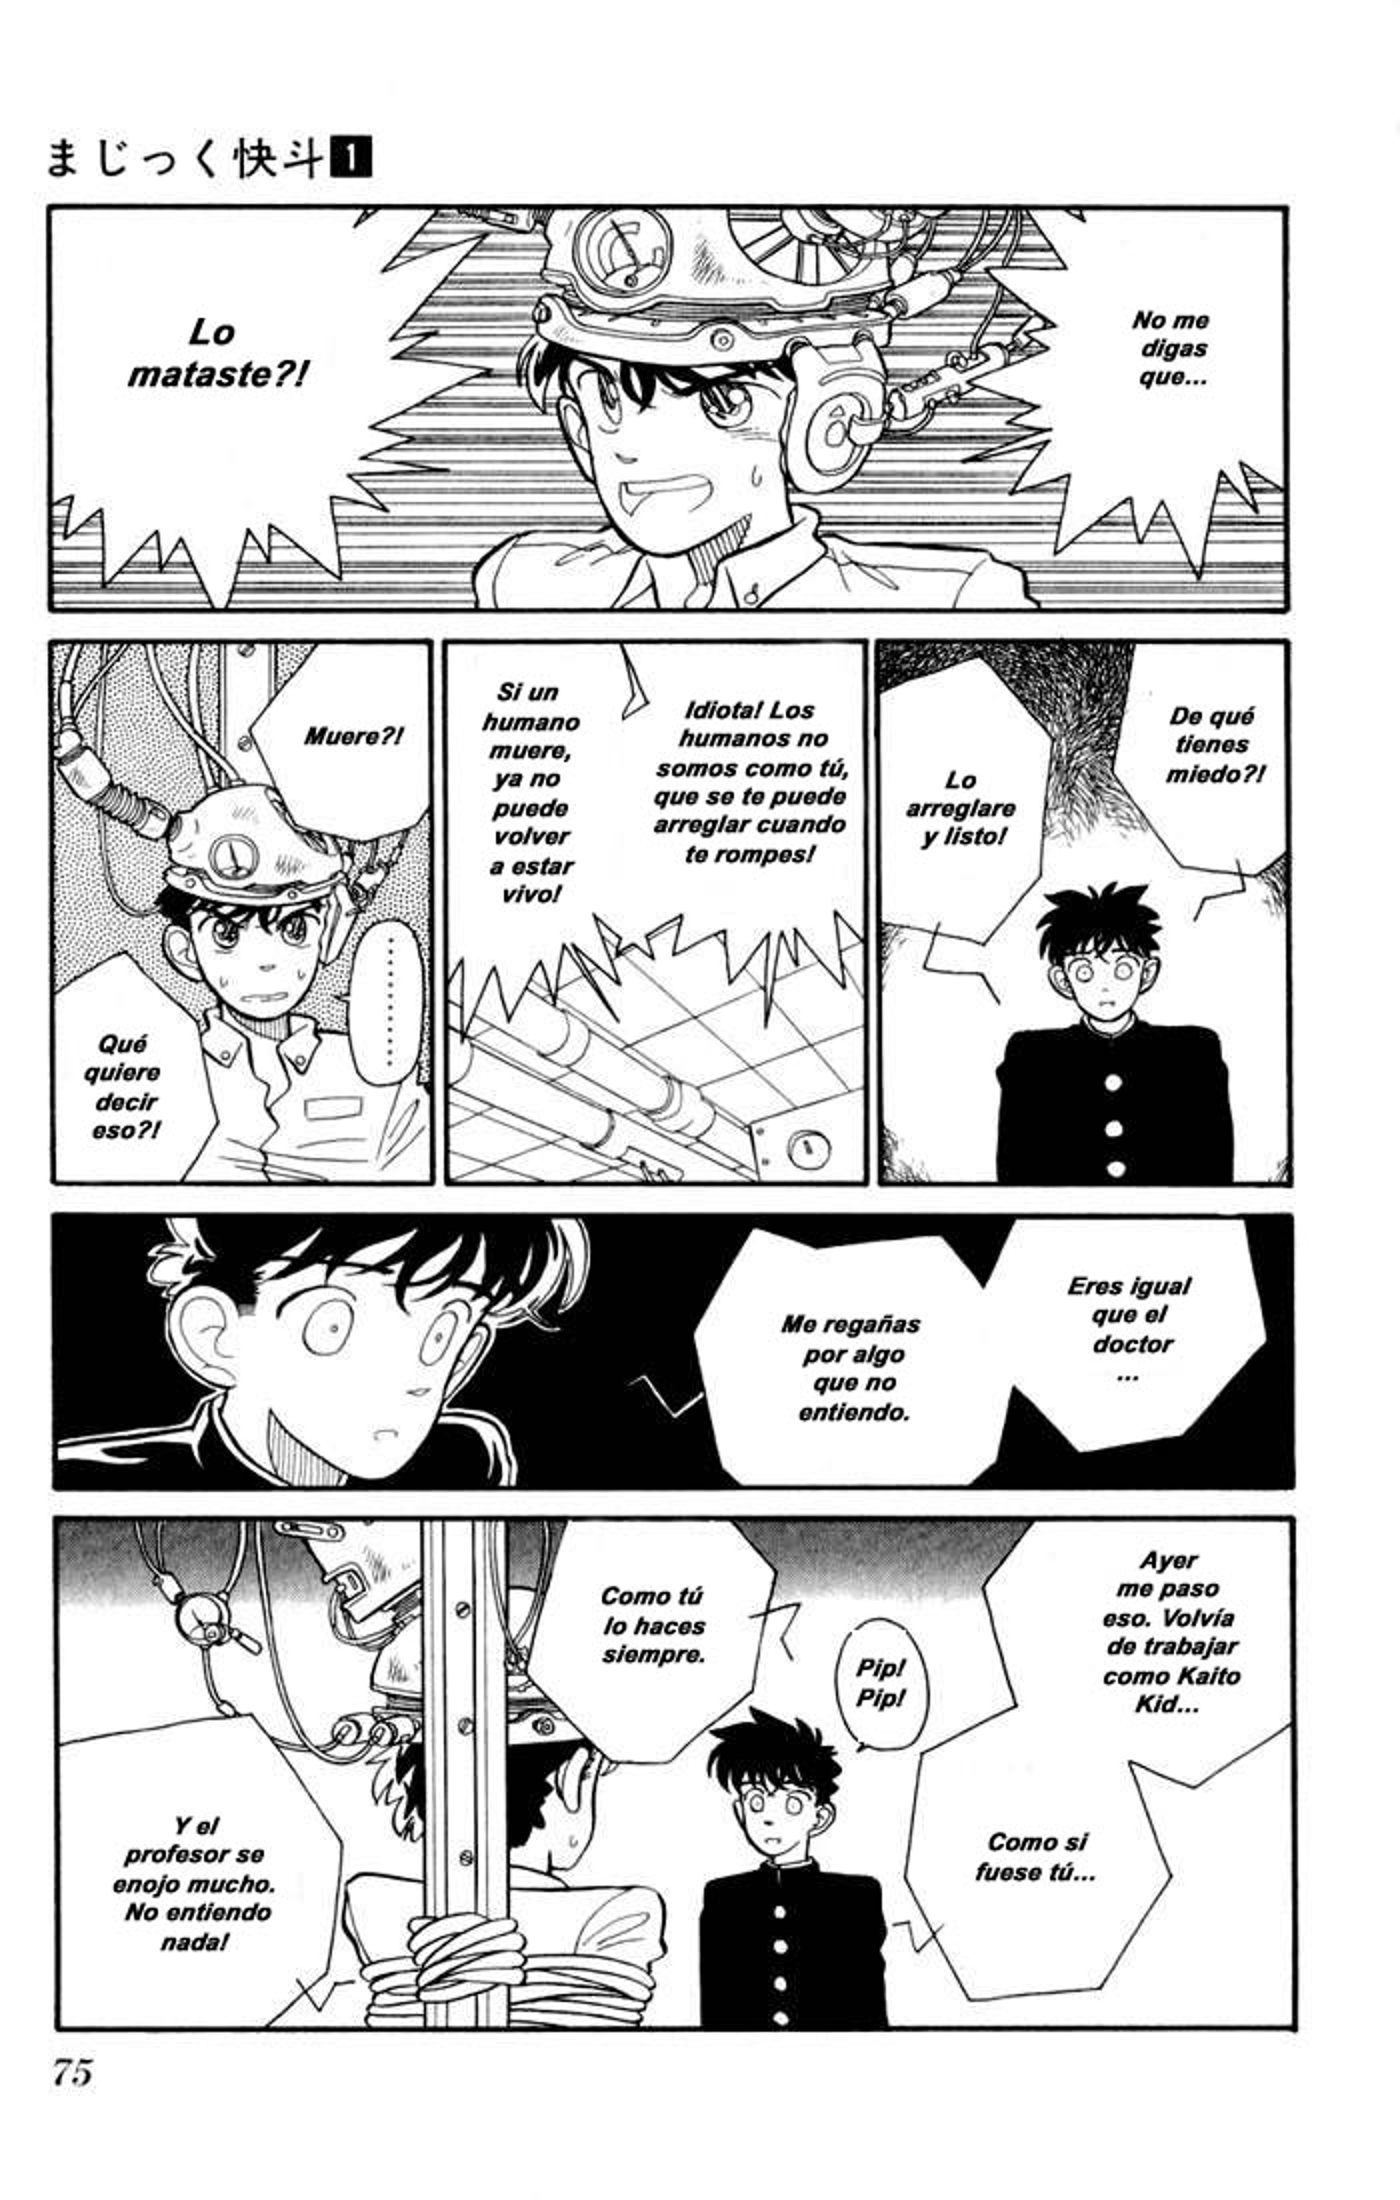 まじっく快斗1
No me
digas
que...
Lo
mataste?!
De qué
tienes
miedo?!
Lo
arreglare
y listo!
Idiota! Los
humanos no
somos como tú,
que se te puede
arreglar cuando
te rompes!
Si un
humano
muere,
ya no
puede
volver
a estar
vivo!
Muere?!
..........
Qué
quiere
decir
eso?!
Eres igual
que el
doctor
...
Me regañas
por algo
que no
entiendo.
Ayer
me paso
eso. Volvía
de trabajar
como Kaito
Kid...
Como si
fuese tú...
Pip!
Pip!
Como tú
lo haces
siempre.
Y el
profesor se
enojo mucho.
No entiendo
nada!
75